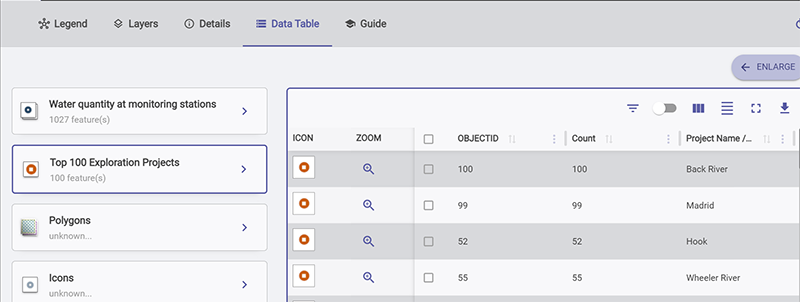 Legend Layers Details Data Table Guide
ENLARGE
Water quantity at monitoring stations
1027 feature(s)
Top 100 Exploration Projects
100 feature(s)
Polygons
unknown...
Icons
unknown...
ICON ZOOM OBJECTID Count Project Name /...
100 100 Back River
99 99 Madrid
52 52 Hook
55 55 Wheeler River